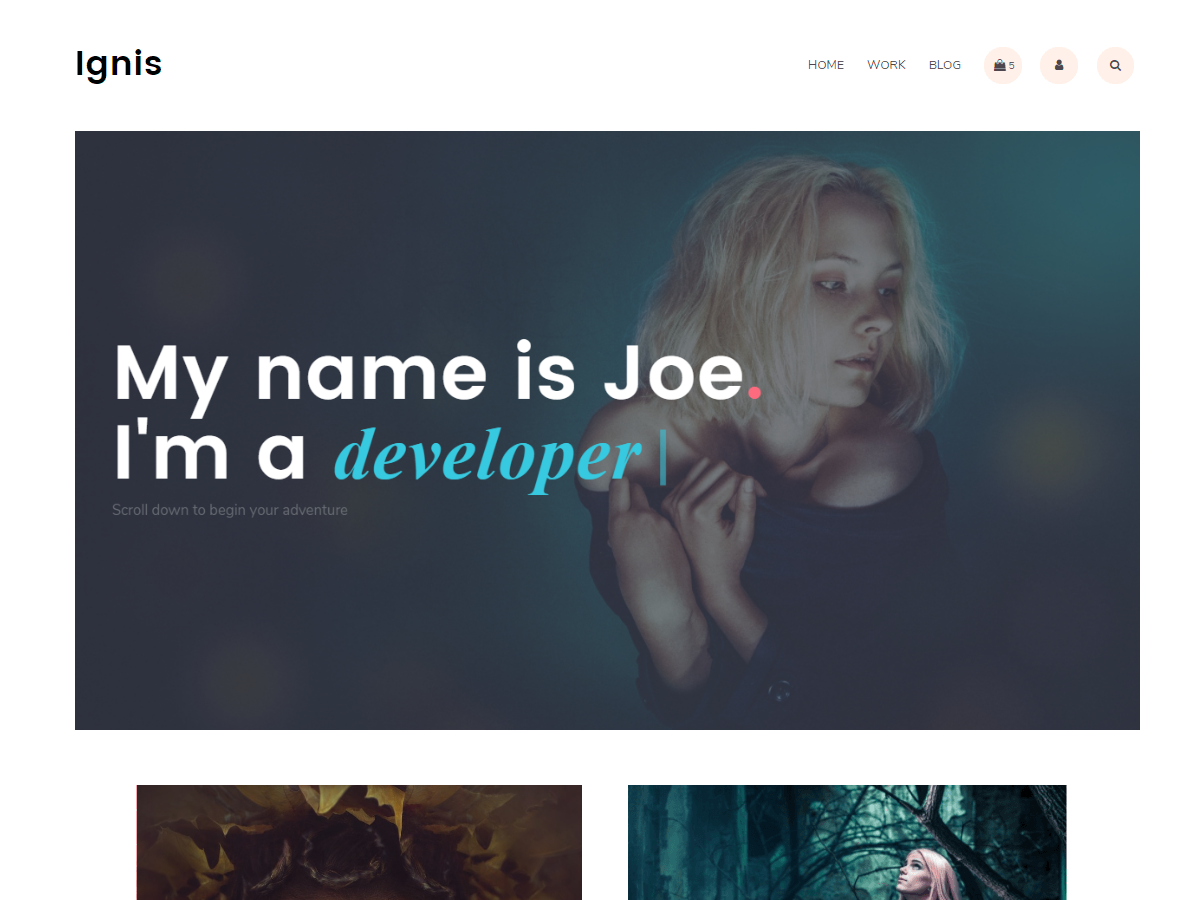 Ignis
HOME WORK BLOG 5
My name is Joe.
I'm a developer |
Scroll down to begin your adventure